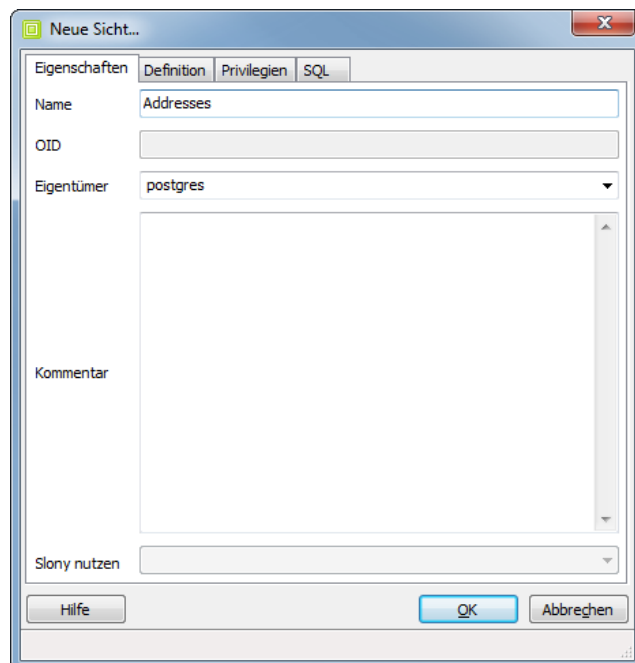 Neue Sicht...
Eigenschaften Definition Privilegien SQL
Name Addresses
OID
Eigentümer postgres
Kommentar
Slony nutzen
Hilfe OK Abbrechen